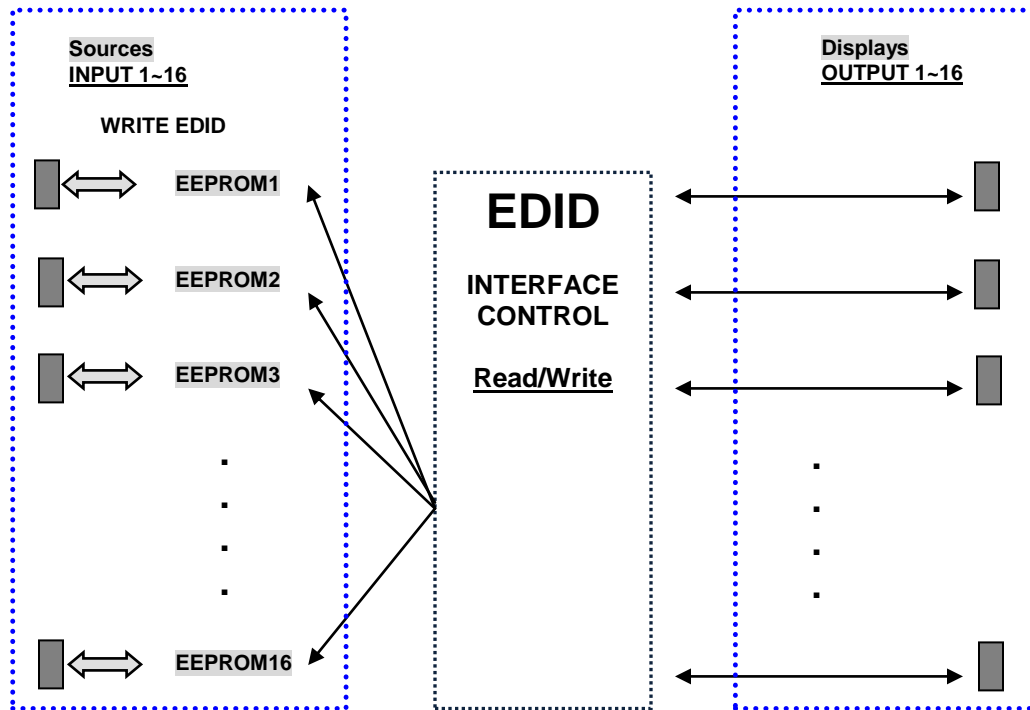 Sources
INPUT 1~16
WRITE EDID
EEPROM1
EEPROM2
EEPROM3
.
.
.
.
EEPROM16
EDID
INTERFACE
CONTROL
Read/Write
Displays
OUTPUT 1~16
.
.
.
.